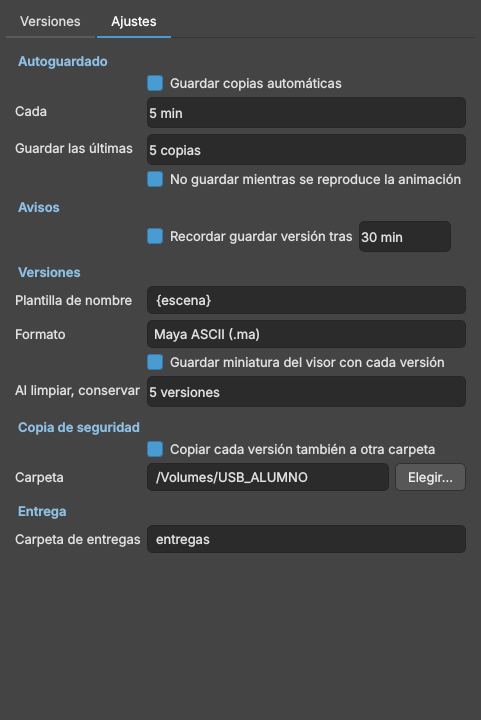 Versiones Ajustes
Autoguardado
Guardar copias automáticas
Cada 5 min
Guardar las últimas 5 copias
No guardar mientras se reproduce la animación
Avisos
Recordar guardar versión tras 30 min
Versiones
Plantilla de nombre {escena}
Formato Maya ASCII (.ma)
Guardar miniatura del visor con cada versión
Al limpiar, conservar 5 versiones
Copia de seguridad
Copiar cada versión también a otra carpeta
Carpeta /Volumes/USB_ALUMNO Elegir...
Entrega
Carpeta de entregas entregas